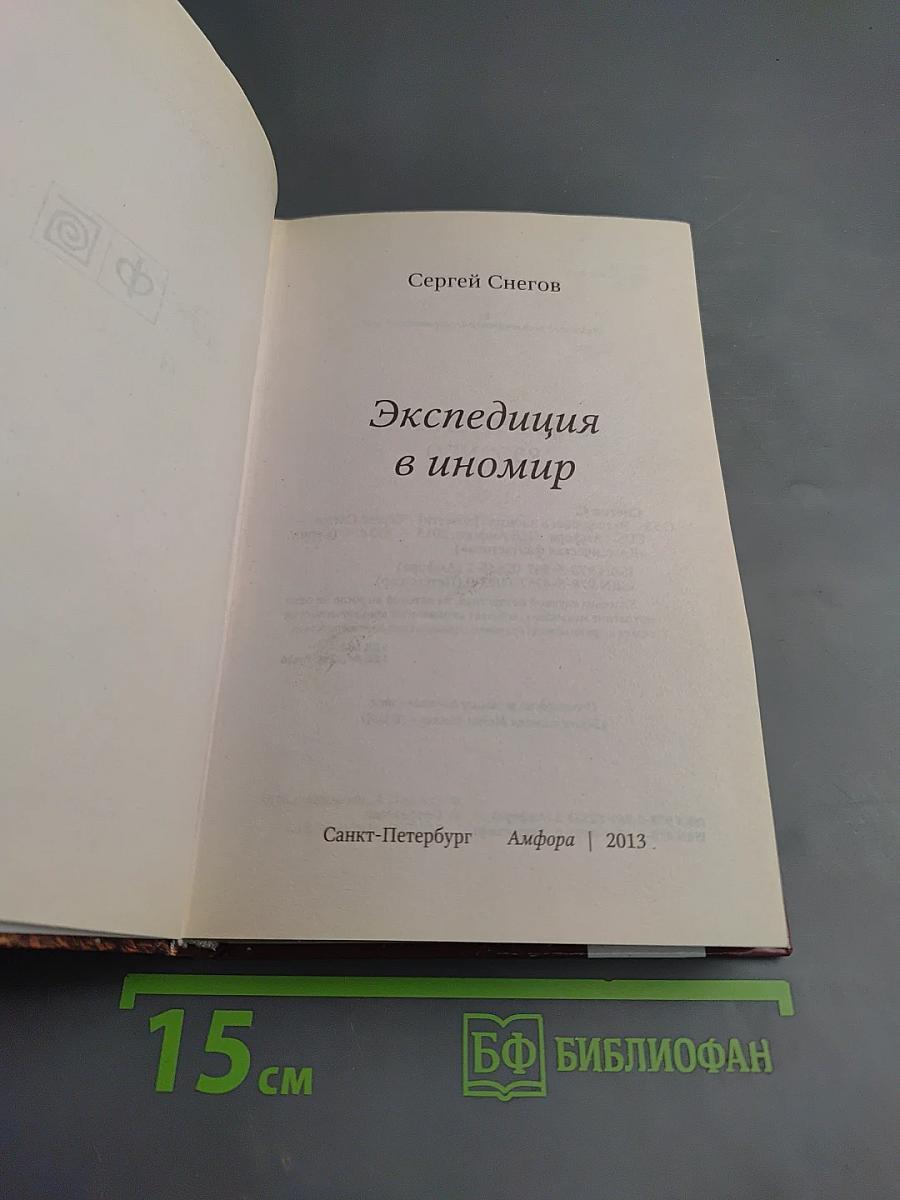 Сергей Снегов
Экспедиция
в иномир
Санкт-Петербург Амфора | 2013
15 см
БФ БИБЛИОФАН